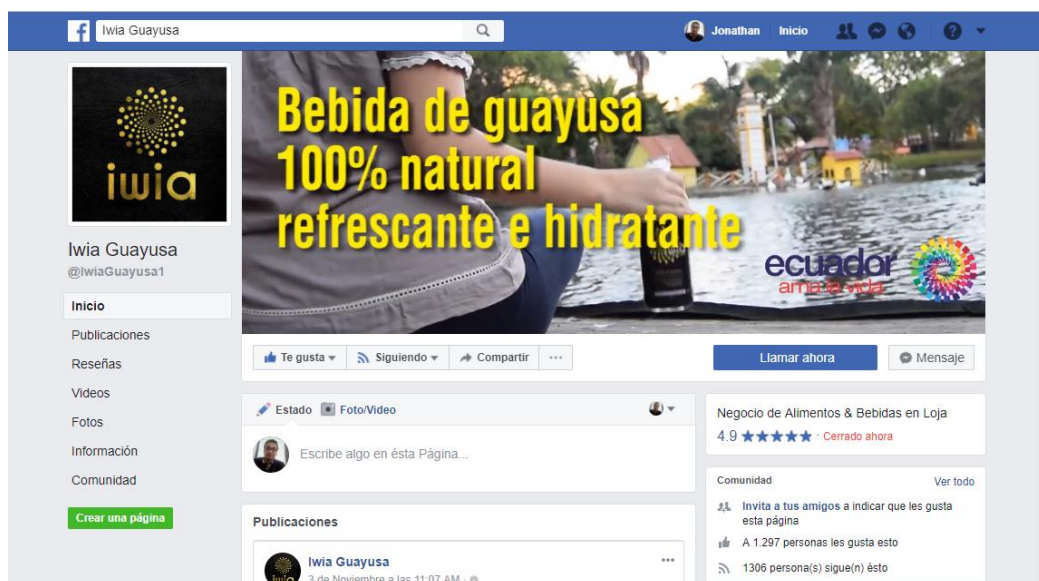 Iwia Guayusa
Jonathan
Inicio
iwia
Bebida de guayusa
100% natural
refrescante e hidratante
ecuador
ama la vida
Iwia Guayusa
@IwiaGuayusa1
Inicio
Publicaciones
Reseñas
Videos
Fotos
Información
Comunidad
Crear una página
Te gusta
Siguiendo
Compartir
Llamar ahora
Mensaje
Estado
Foto/Video
Escribe algo en ésta Página...
Publicaciones
Iwia Guayusa
3 de Noviembre a las 11:07 AM
iwia
Negocio de Alimentos & Bebidas en Loja
4.9 ★★★★★ · Cerrado ahora
Comunidad
Ver todo
Invita a tus amigos a indicar que les gusta
esta página
A 1.297 personas les gusta esto
1306 persona(s) sigue(n) ésto